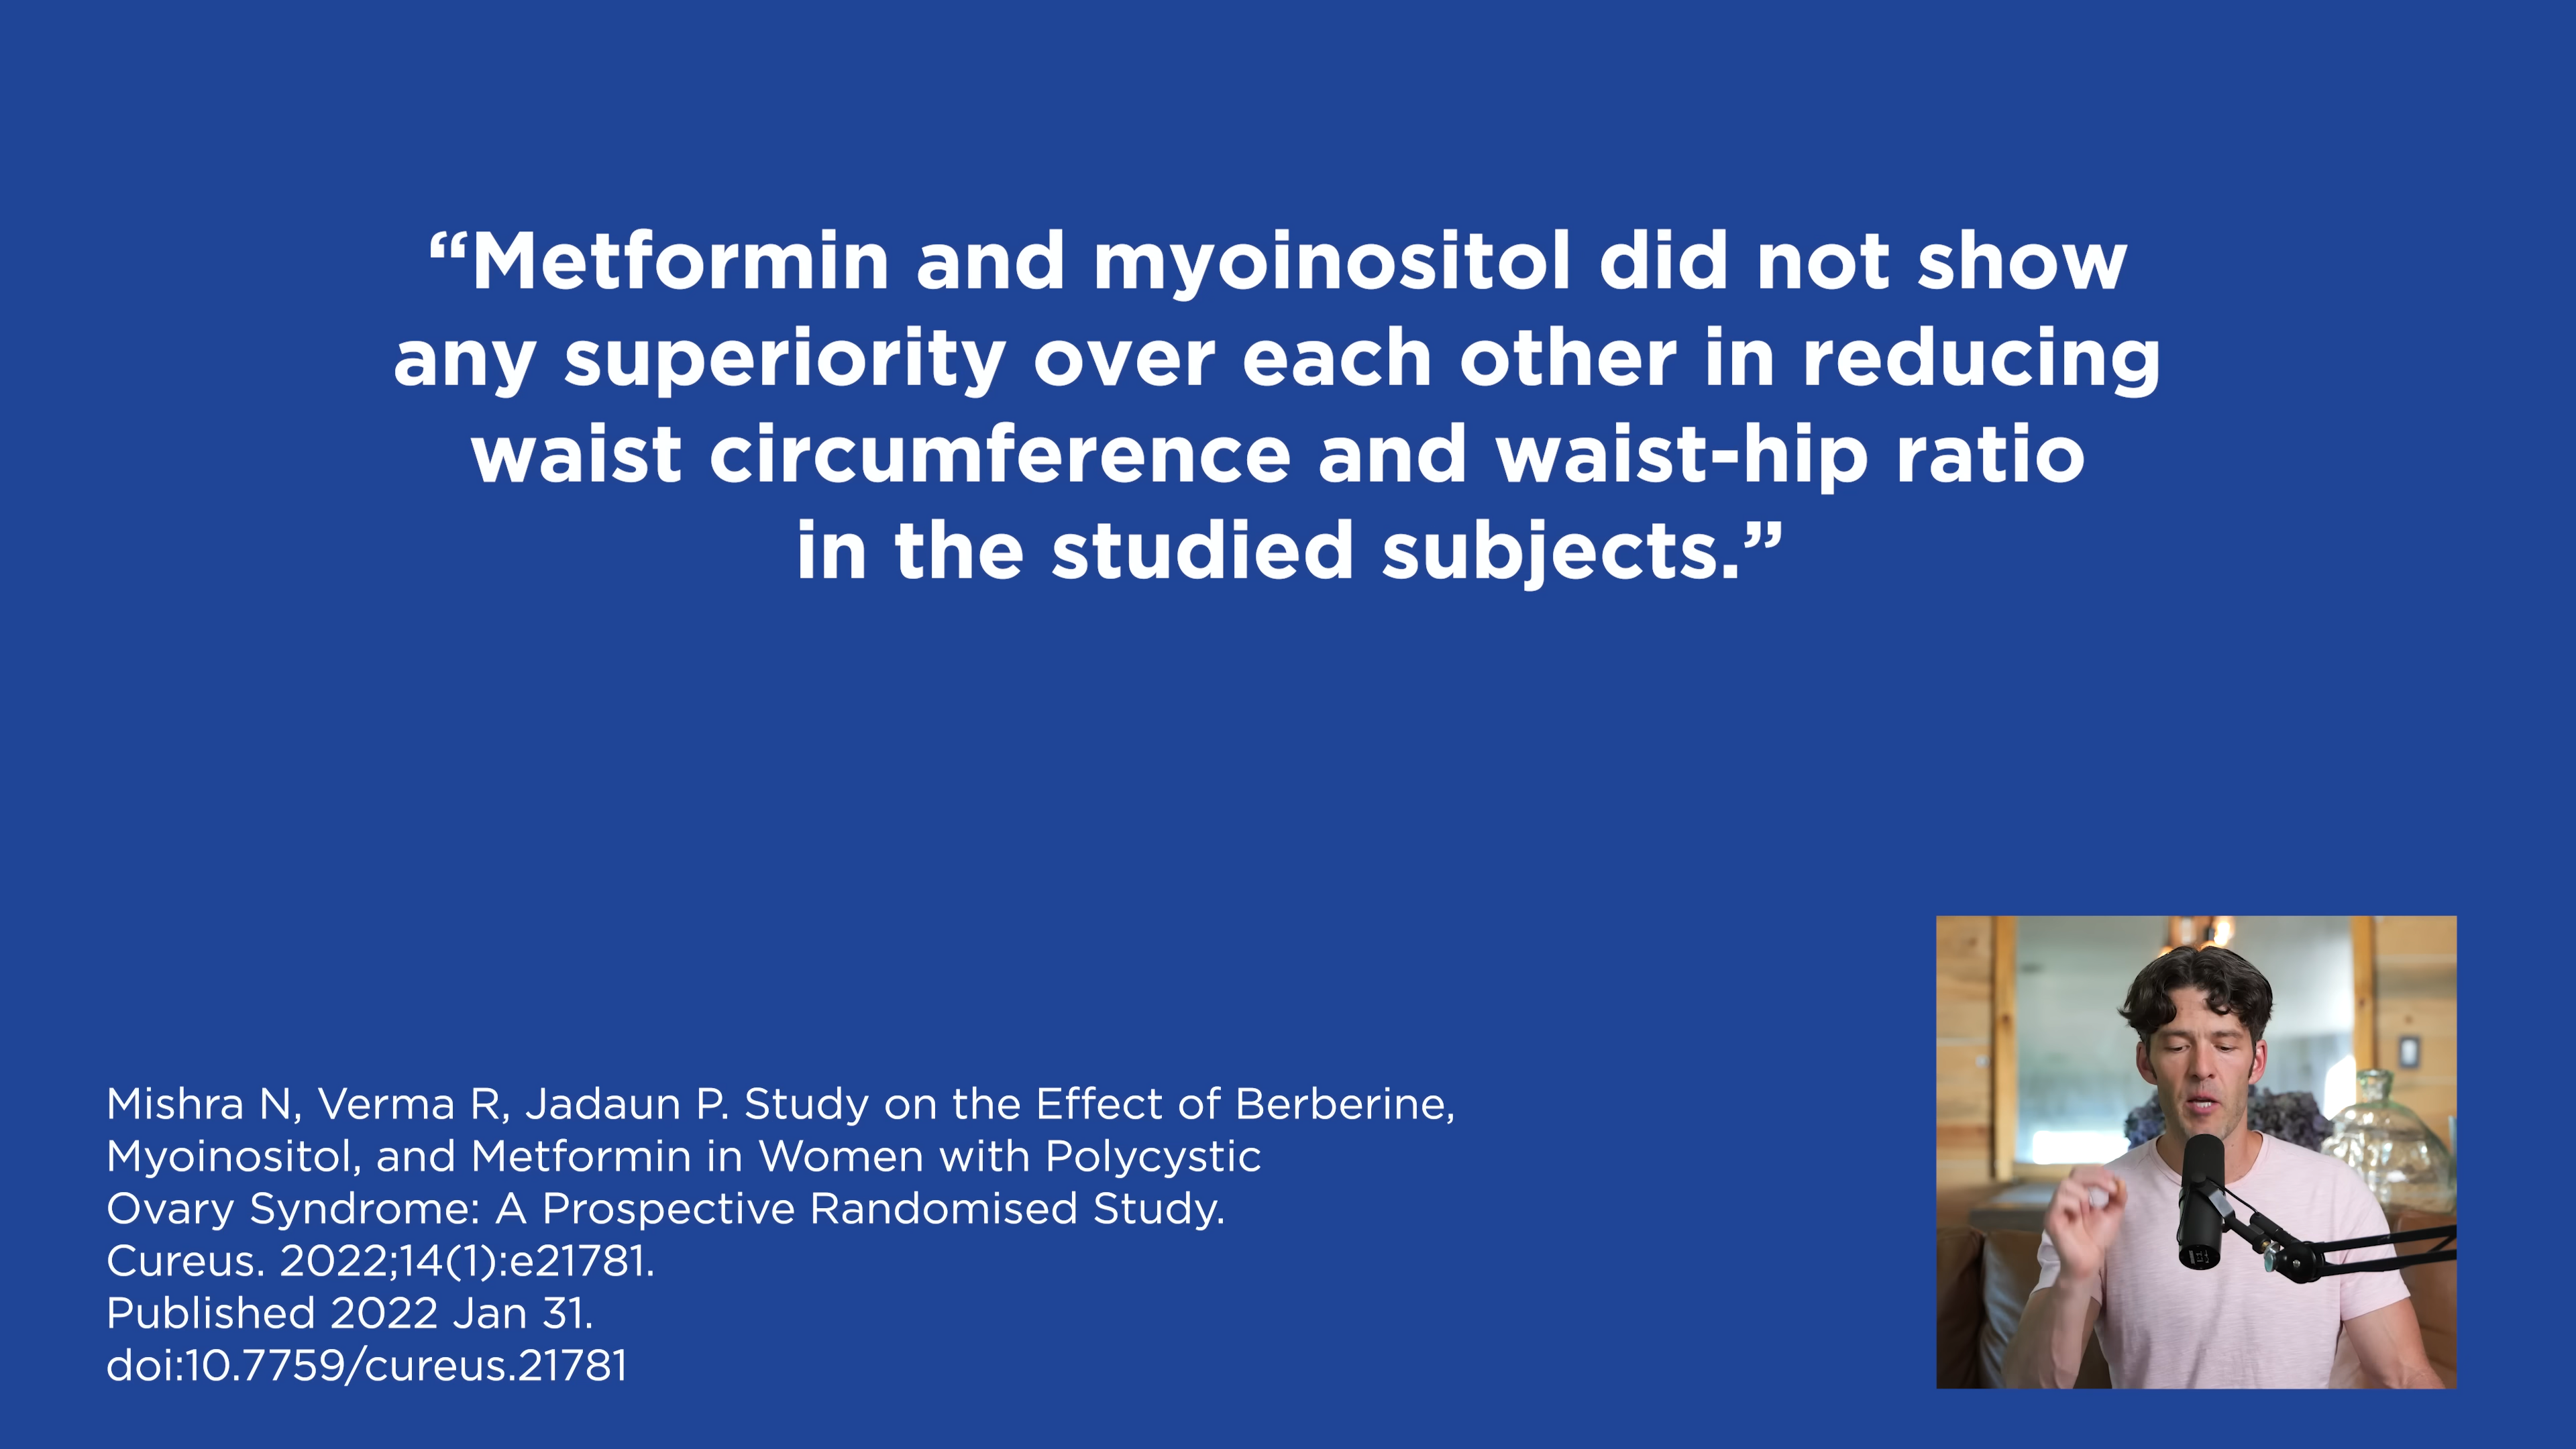 “Metformin and myoinositol did not show
any superiority over each other in reducing
waist circumference and waist-hip ratio
in the studied subjects.”
Mishra N, Verma R, Jadaun P. Study on the Effect of Berberine,
Myoinositol, and Metformin in Women with Polycystic
Ovary Syndrome: A Prospective Randomised Study.
Cureus. 2022;14(1):e21781.
Published 2022 Jan 31.
doi:10.7759/cureus.21781